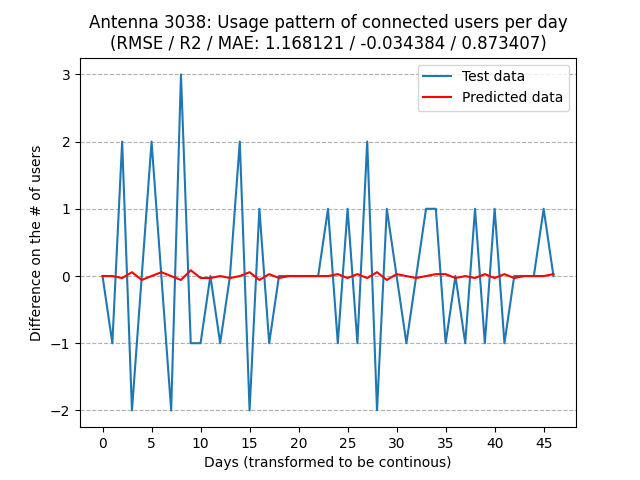 Antenna 3038: Usage pattern of connected users per day
(RMSE / R2 / MAE: 1.168121 / -0.034384 / 0.873407)
Test data
Predicted data
Difference on the # of users
3
2
1
0
−1
−2
0 5 10 15 20 25 30 35 40 45
Days (transformed to be continous)